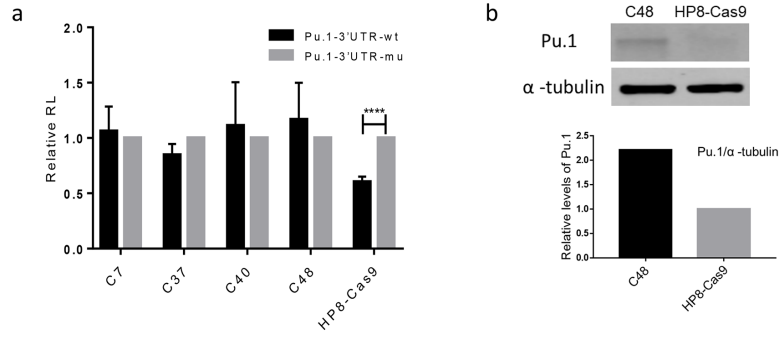 a
Relative RL
2.0
1.5
1.0
0.5
0.0
Pu.1-3'UTR-wt
Pu.1-3'UTR-mu
****
C7
C37
C40
C48
HP8-Cas9
b
C48 HP8-Cas9
Pu.1
α -tubulin
Relative levels of Pu.1
2.5
2.0
1.5
1.0
0.5
0.0
Pu.1/α -tubulin
C48
HP8-Cas9